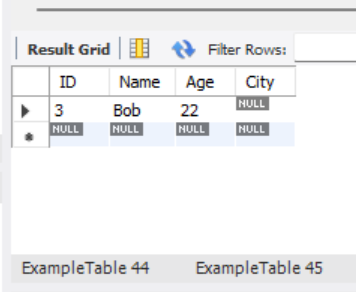 Result Grid Filter Rows:
ID Name Age City
3 Bob 22 NULL
NULL NULL NULL NULL
ExampleTable 44 ExampleTable 45